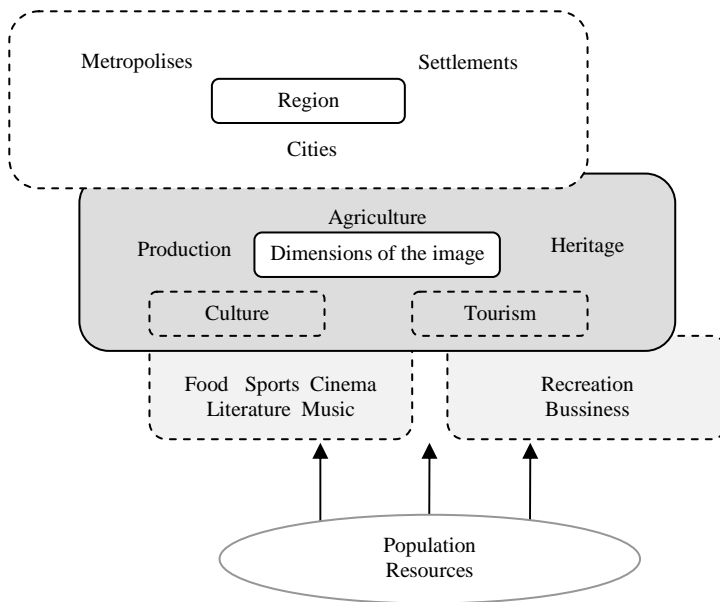 Metropolises Settlements
Region
Cities
Agriculture
Production Heritage
Dimensions of the image
Culture Tourism
Food Sports Cinema
Literature Music
Recreation
Bussiness
Population
Resources